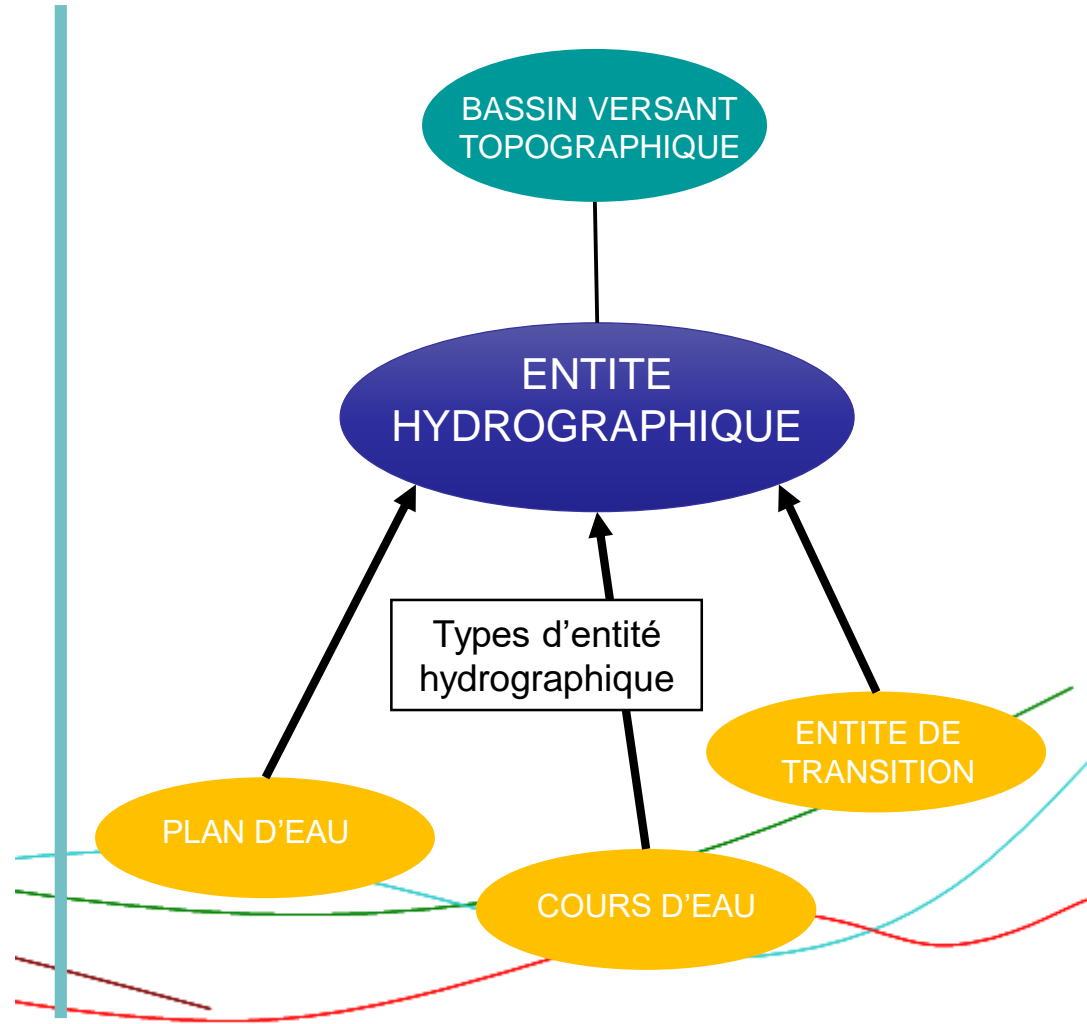 BASSIN VERSANT
TOPOGRAPHIQUE
ENTITE
HYDROGRAPHIQUE
Types d’entité
hydrographique
ENTITE DE
TRANSITION
PLAN D’EAU
COURS D’EAU